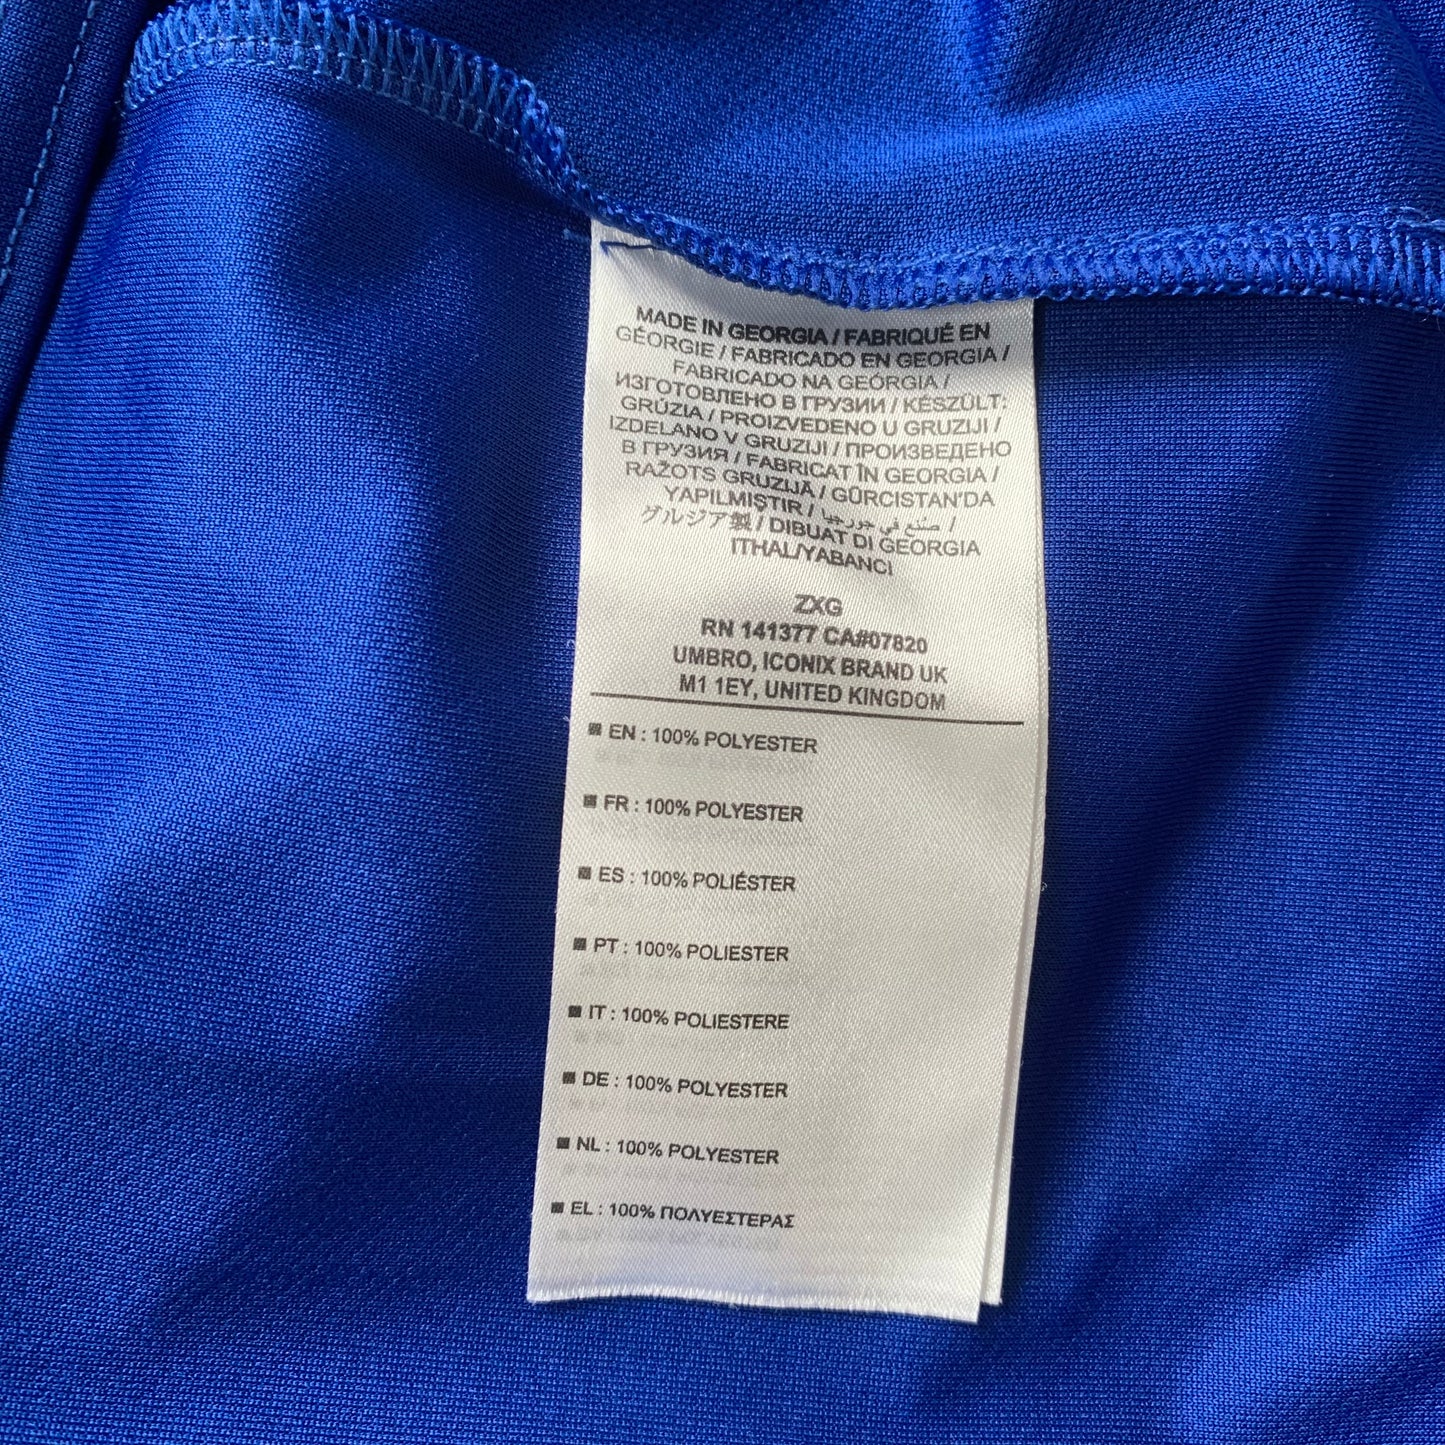 MADE IN GEORGIA / FABRIQUÉ EN
GÉORGIE / FABRICADO EN GEORGIA /
FABRICADO NA GEÓRGIA /
ИЗГОТОВЛЕНО В ГРУЗИИ / KÉSZÜLT:
GRÚZIA / PROIZVEDENO U GRUZIJI /
IZDELANO V GRUZIJI / ПРОИЗВЕДЕНО
В ГРУЗИЯ / FABRICAT ÎN GEORGIA /
RAŽOTS GRUZIJĀ / GÜRCISTAN'DA
YAPILMIŞTIR / صنع في جورجيا /
グルジア製 / DIBUAT DI GEORGIA
ITHAL/YABANCI
ZXG
RN 141377 CA#07820
UMBRO, ICONIX BRAND UK
M1 1EY, UNITED KINGDOM
■ EN : 100% POLYESTER
■ FR : 100% POLYESTER
■ ES : 100% POLIÉSTER
■ PT : 100% POLIESTER
■ IT : 100% POLIESTERE
■ DE : 100% POLYESTER
■ NL : 100% POLYESTER
■ EL : 100% ΠΟΛΥΕΣΤΕΡΑΣ